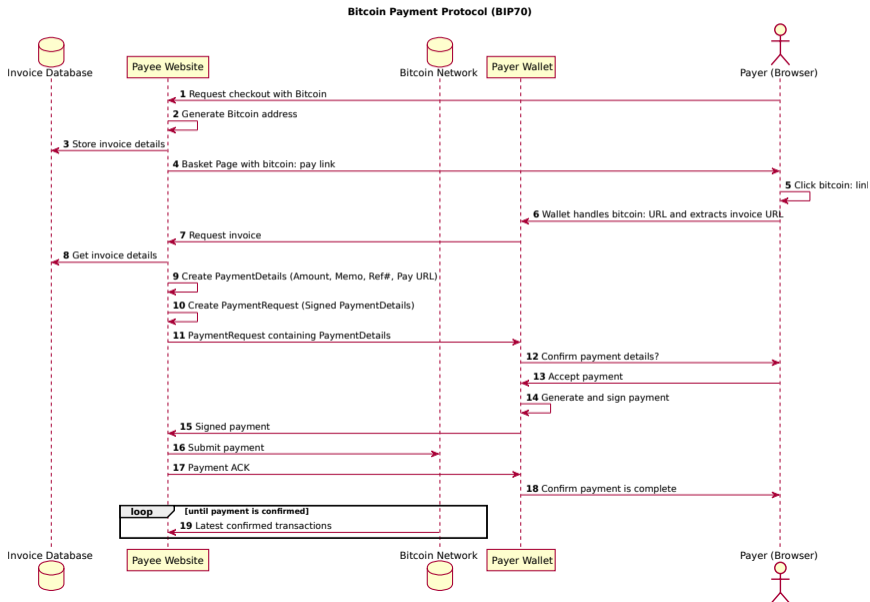 Bitcoin Payment Protocol (BIP70)
Invoice Database
Payee Website
Bitcoin Network
Payer Wallet
Payer (Browser)
1 Request checkout with Bitcoin
2 Generate Bitcoin address
3 Store invoice details
4 Basket Page with bitcoin: pay link
5 Click bitcoin: lin
6 Wallet handles bitcoin: URL and extracts invoice URL
7 Request invoice
8 Get invoice details
9 Create PaymentDetails (Amount, Memo, Ref#, Pay URL)
10 Create PaymentRequest (Signed PaymentDetails)
11 PaymentRequest containing PaymentDetails
12 Confirm payment details?
13 Accept payment
14 Generate and sign payment
15 Signed payment
16 Submit payment
17 Payment ACK
18 Confirm payment is complete
loop [until payment is confirmed]
19 Latest confirmed transactions
Invoice Database
Payee Website
Bitcoin Network
Payer Wallet
Payer (Browser)